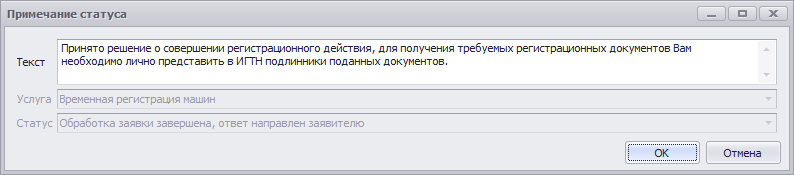 Примечание статуса
Текст
Принято решение о совершении регистрационного действия, для получения требуемых регистрационных документов Вам
необходимо лично представить в ИГТН подлинники поданных документов.
Услуга Временная регистрация машин
Статус Обработка заявки завершена, ответ направлен заявителю
ОК Отмена